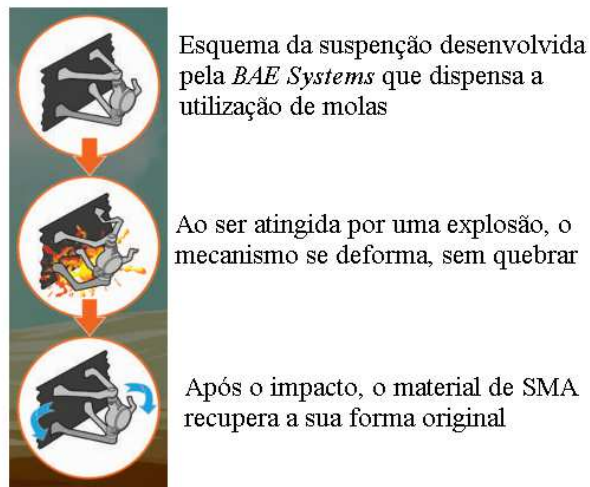 Esquema da suspenção desenvolvida
pela BAE Systems que dispensa a
utilização de molas
Ao ser atingida por uma explosão, o
mecanismo se deforma, sem quebrar
Após o impacto, o material de SMA
recupera a sua forma original